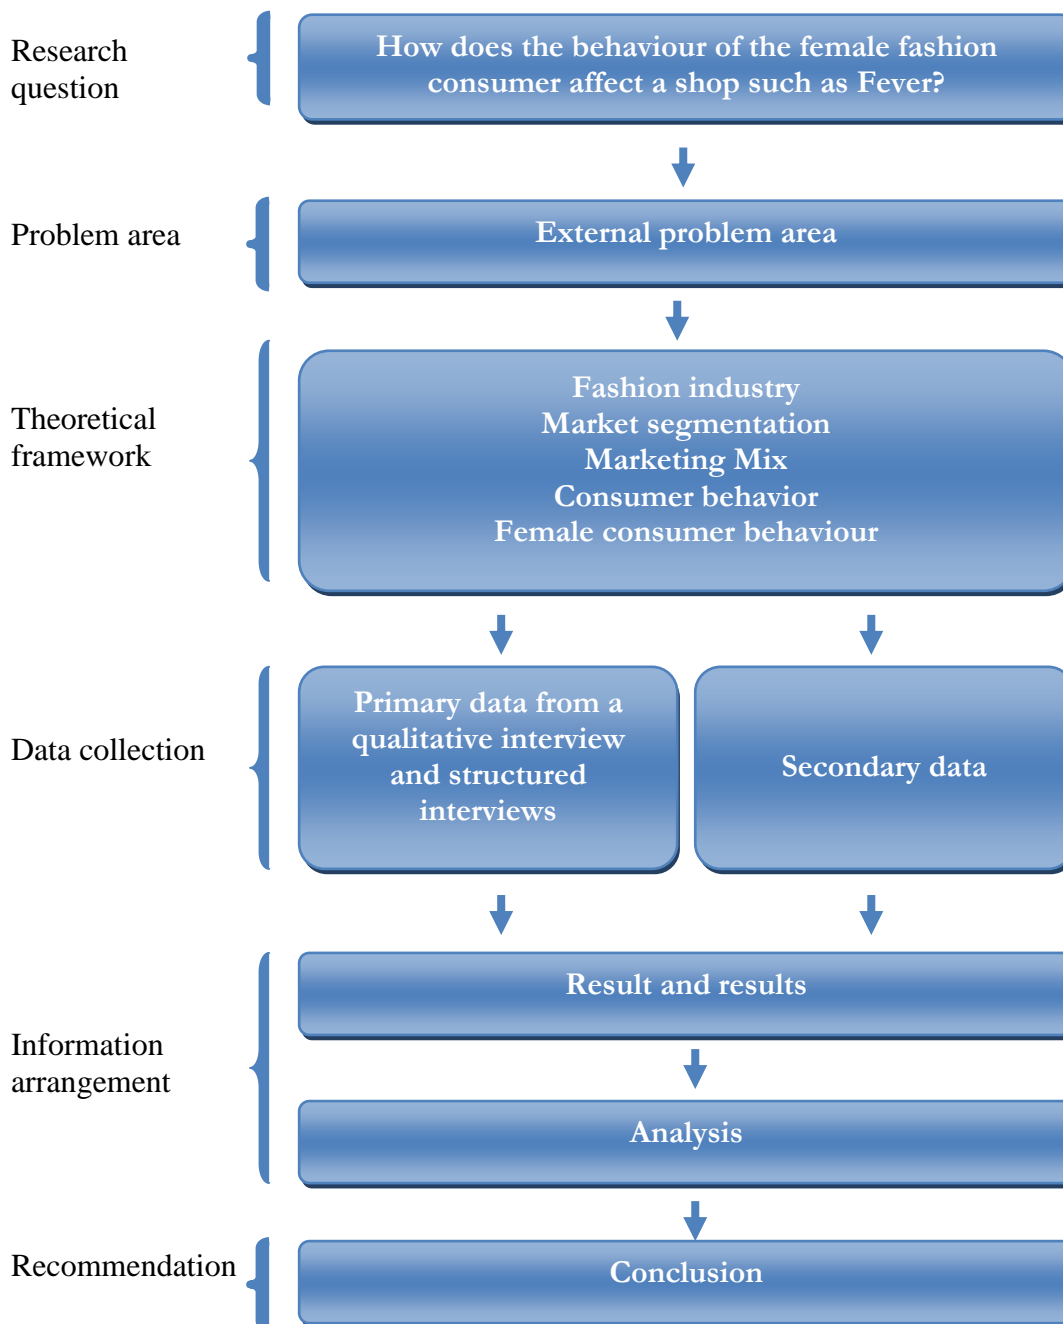 Research
question
How does the behaviour of the female fashion
consumer affect a shop such as Fever?
Problem area
External problem area
Theoretical
framework
Fashion industry
Market segmentation
Marketing Mix
Consumer behavior
Female consumer behaviour
Data collection
Primary data from a
qualitative interview
and structured
interviews
Secondary data
Information
arrangement
Result and results
Analysis
Recommendation
Conclusion